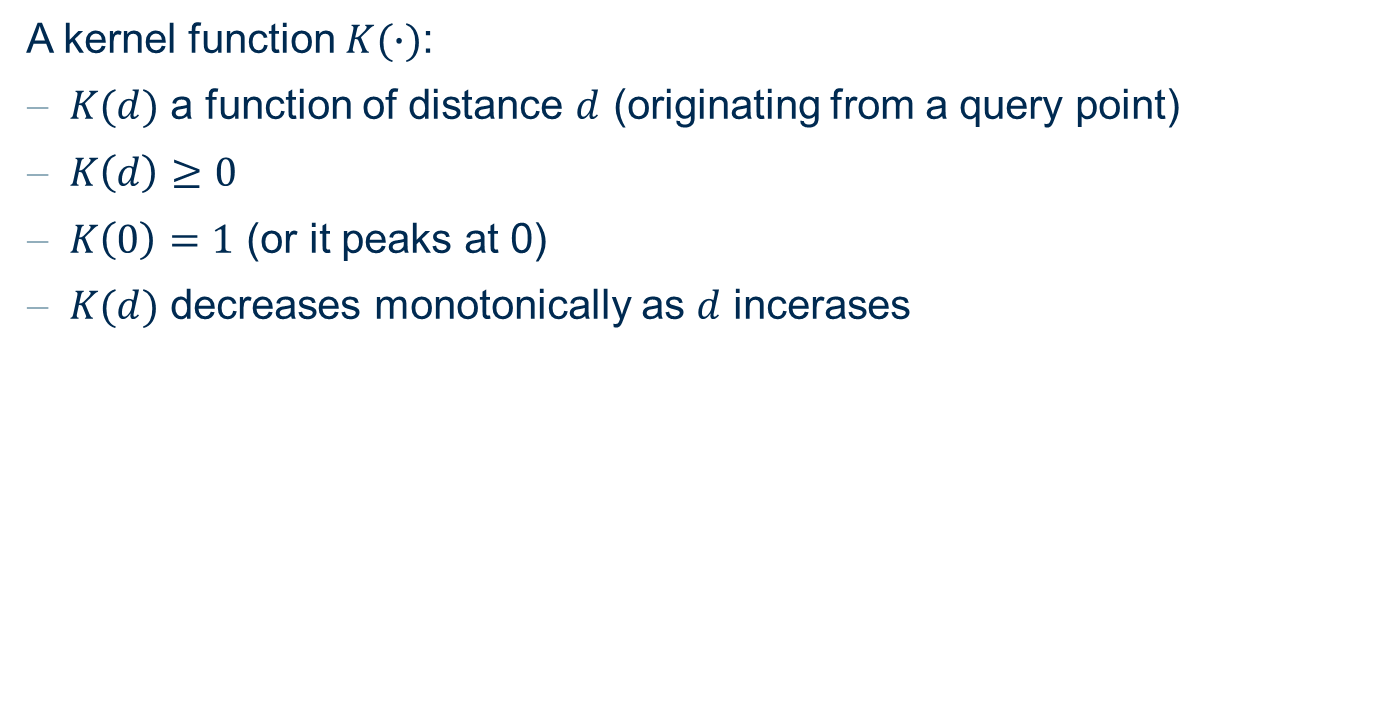 A kernel function K(·):
– K(d) a function of distance d (originating from a query point)
– K(d) ≥ 0
– K(0) = 1 (or it peaks at 0)
– K(d) decreases monotonically as d incerases